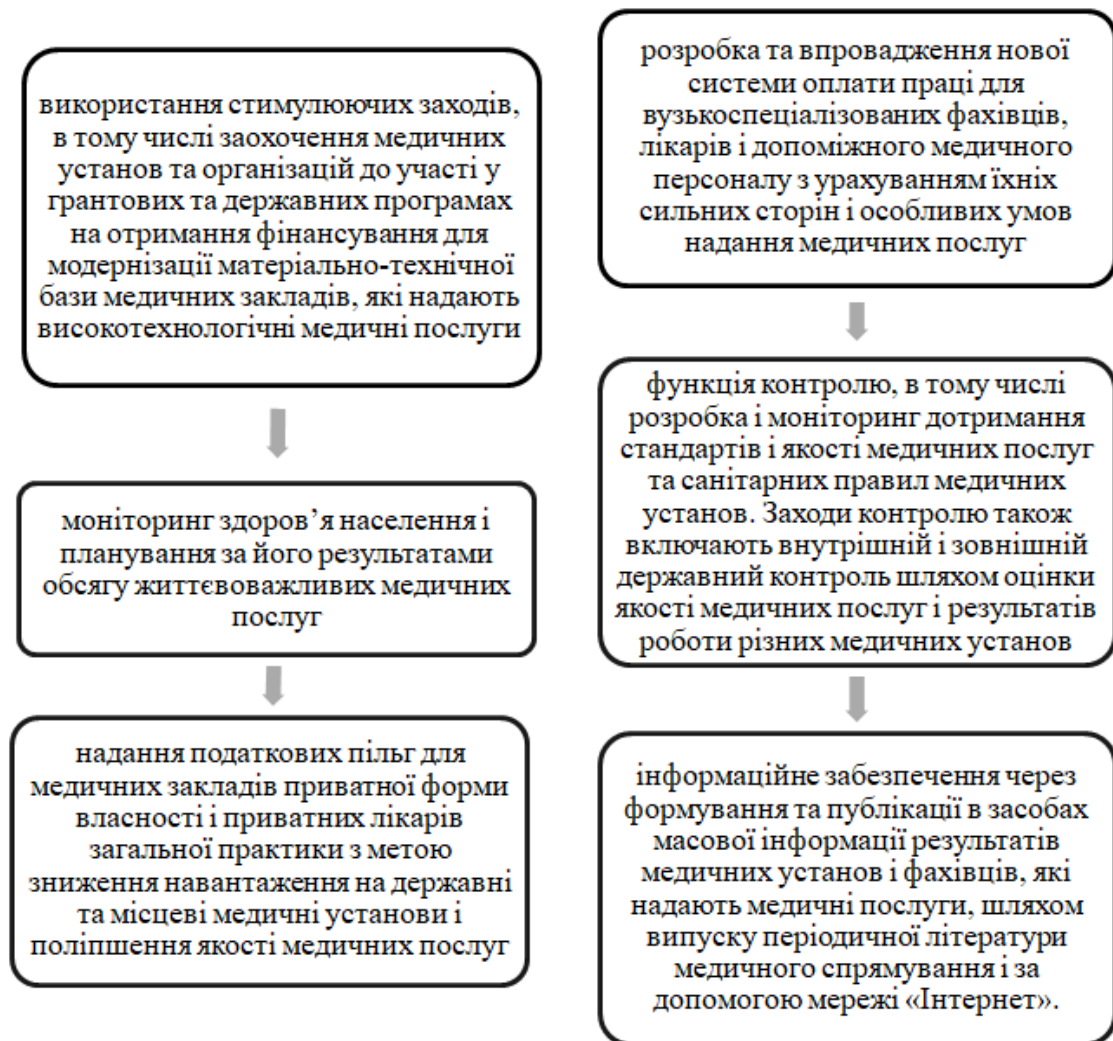 використання стимулюючих заходів,
в тому числі заохочення медичних
установ та організацій до участі у
грантових та державних програмах
на отримання фінансування для
модернізації матеріально-технічної
бази медичних закладів, які надають
високотехнологічні медичні послуги
моніторинг здоров’я населення і
планування за його результатами
обсягу життєвоважливих медичних
послуг
надання податкових пільг для
медичних закладів приватної форми
власності і приватних лікарів
загальної практики з метою
зниження навантаження на державні
та місцеві медичні установи і
поліпшення якості медичних послуг
розробка та впровадження нової
системи оплати праці для
вузькоспеціалізованих фахівців,
лікарів і допоміжного медичного
персоналу з урахуванням їхніх
сильних сторін і особливих умов
надання медичних послуг
функція контролю, в тому числі
розробка і моніторинг дотримання
стандартів і якості медичних послуг
та санітарних правил медичних
установ. Заходи контролю також
включають внутрішній і зовнішній
державний контроль шляхом оцінки
якості медичних послуг і результатів
роботи різних медичних установ
інформаційне забезпечення через
формування та публікації в засобах
масової інформації результатів
медичних установ і фахівців, які
надають медичні послуги, шляхом
випуску періодичної літератури
медичного спрямування і за
допомогою мережі «Інтернет».